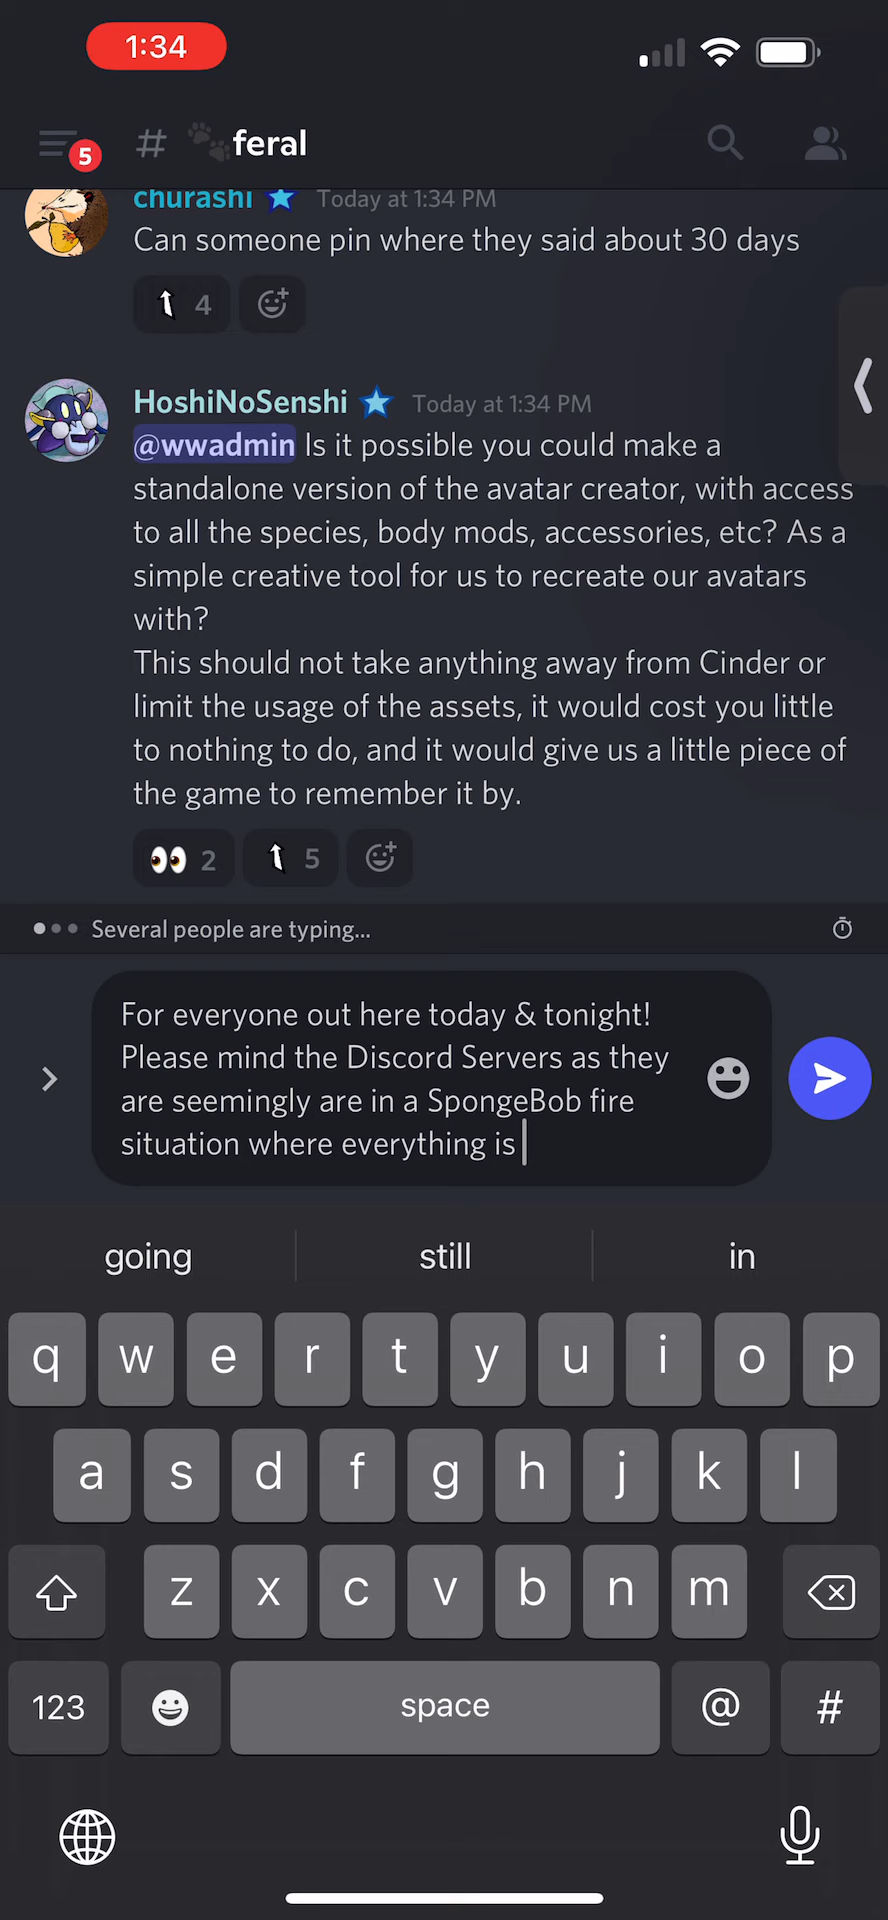 1:34
5
# feral
churashi Today at 1:34 PM
Can someone pin where they said about 30 days
4
HoshiNoSenshi Today at 1:34 PM
@wwadmin Is it possible you could make a
standalone version of the avatar creator, with access
to all the species, body mods, accessories, etc? As a
simple creative tool for us to recreate our avatars
with?
This should not take anything away from Cinder or
limit the usage of the assets, it would cost you little
to nothing to do, and it would give us a little piece of
the game to remember it by.
2 5
Several people are typing...
For everyone out here today & tonight!
Please mind the Discord Servers as they
are seemingly are in a SpongeBob fire
situation where everything is
going still in
q w e r t y u i o p
a s d f g h j k l
z x c v b n m
123 space @ #